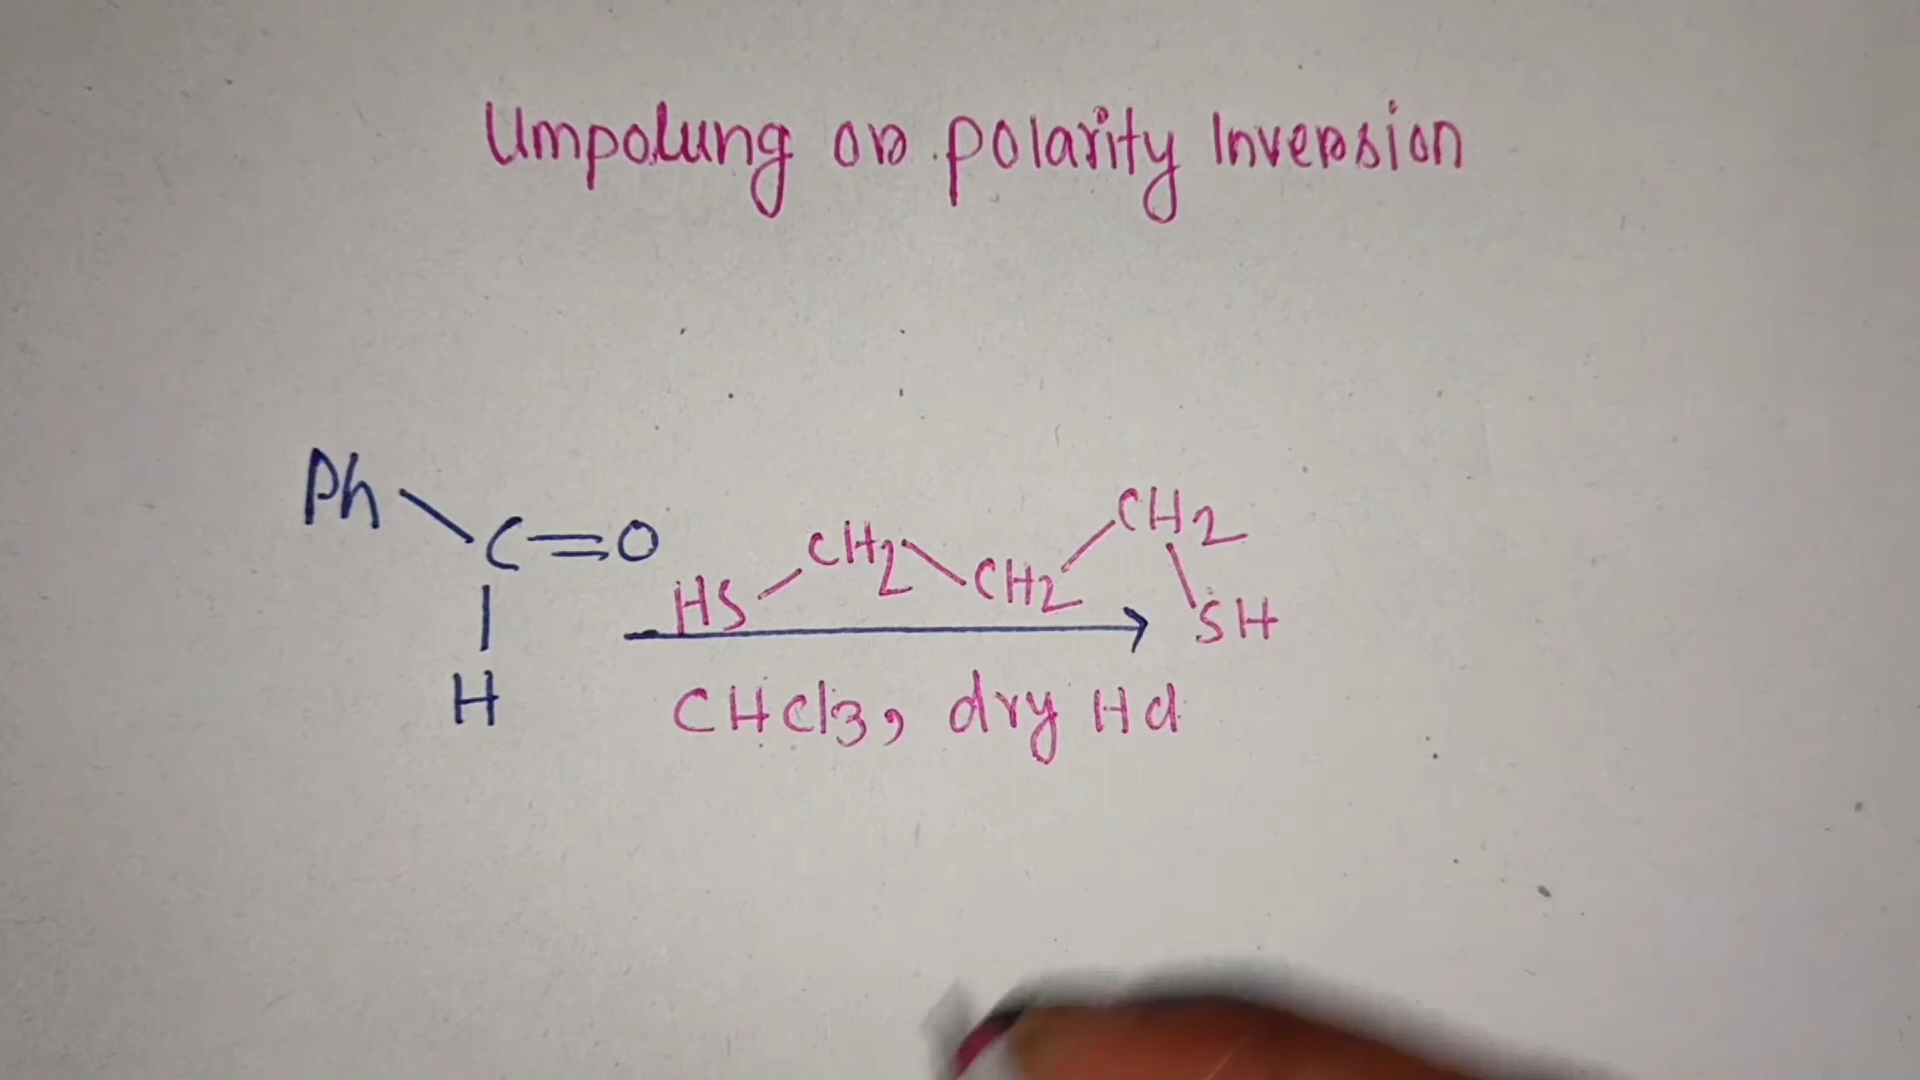 Umpolung or polarity Inversion
Ph
C=O
H
HS CH2 CH2 CH2 SH
CHCl3, dry HCl